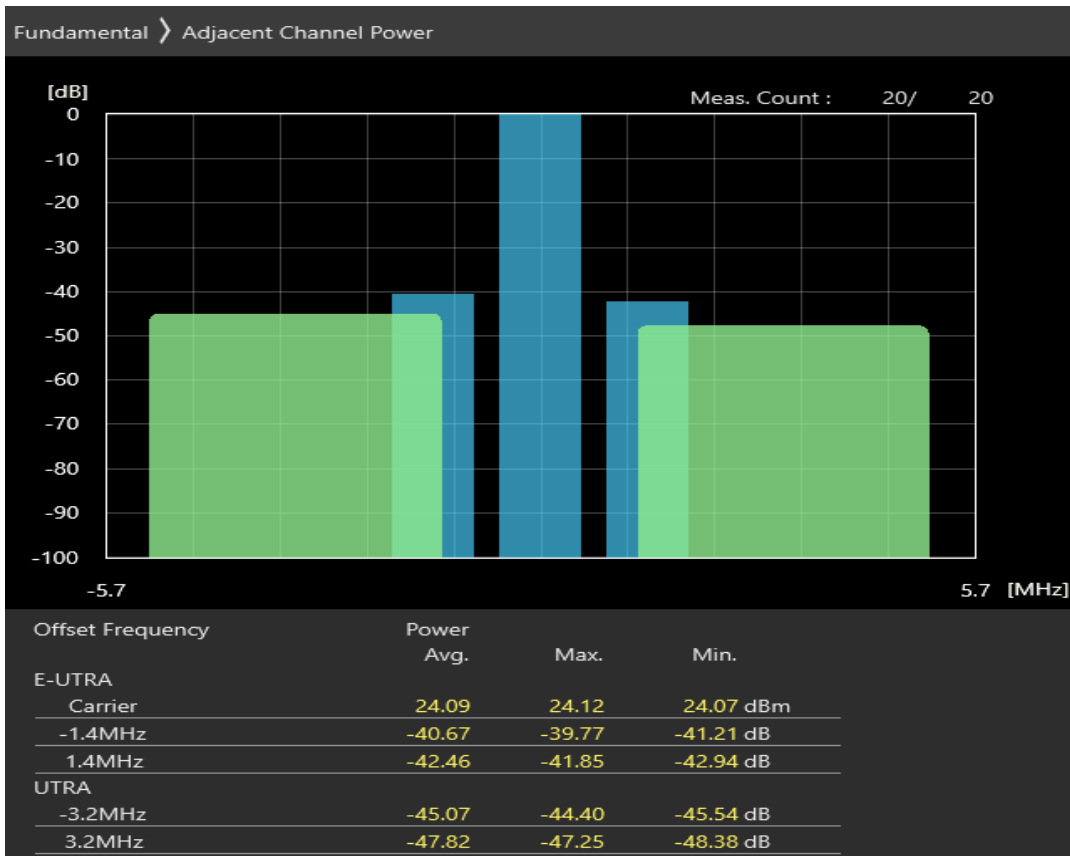 Fundamental 〉 Adjacent Channel Power
[dB]
Meas. Count : 20/ 20
0
-10
-20
-30
-40
-50
-60
-70
-80
-90
-100
-5.7 5.7 [MHz]
Offset Frequency Power
Avg. Max. Min.
E-UTRA
Carrier 24.09 24.12 24.07 dBm
-1.4MHz -40.67 -39.77 -41.21 dB
1.4MHz -42.46 -41.85 -42.94 dB
UTRA
-3.2MHz -45.07 -44.40 -45.54 dB
3.2MHz -47.82 -47.25 -48.38 dB